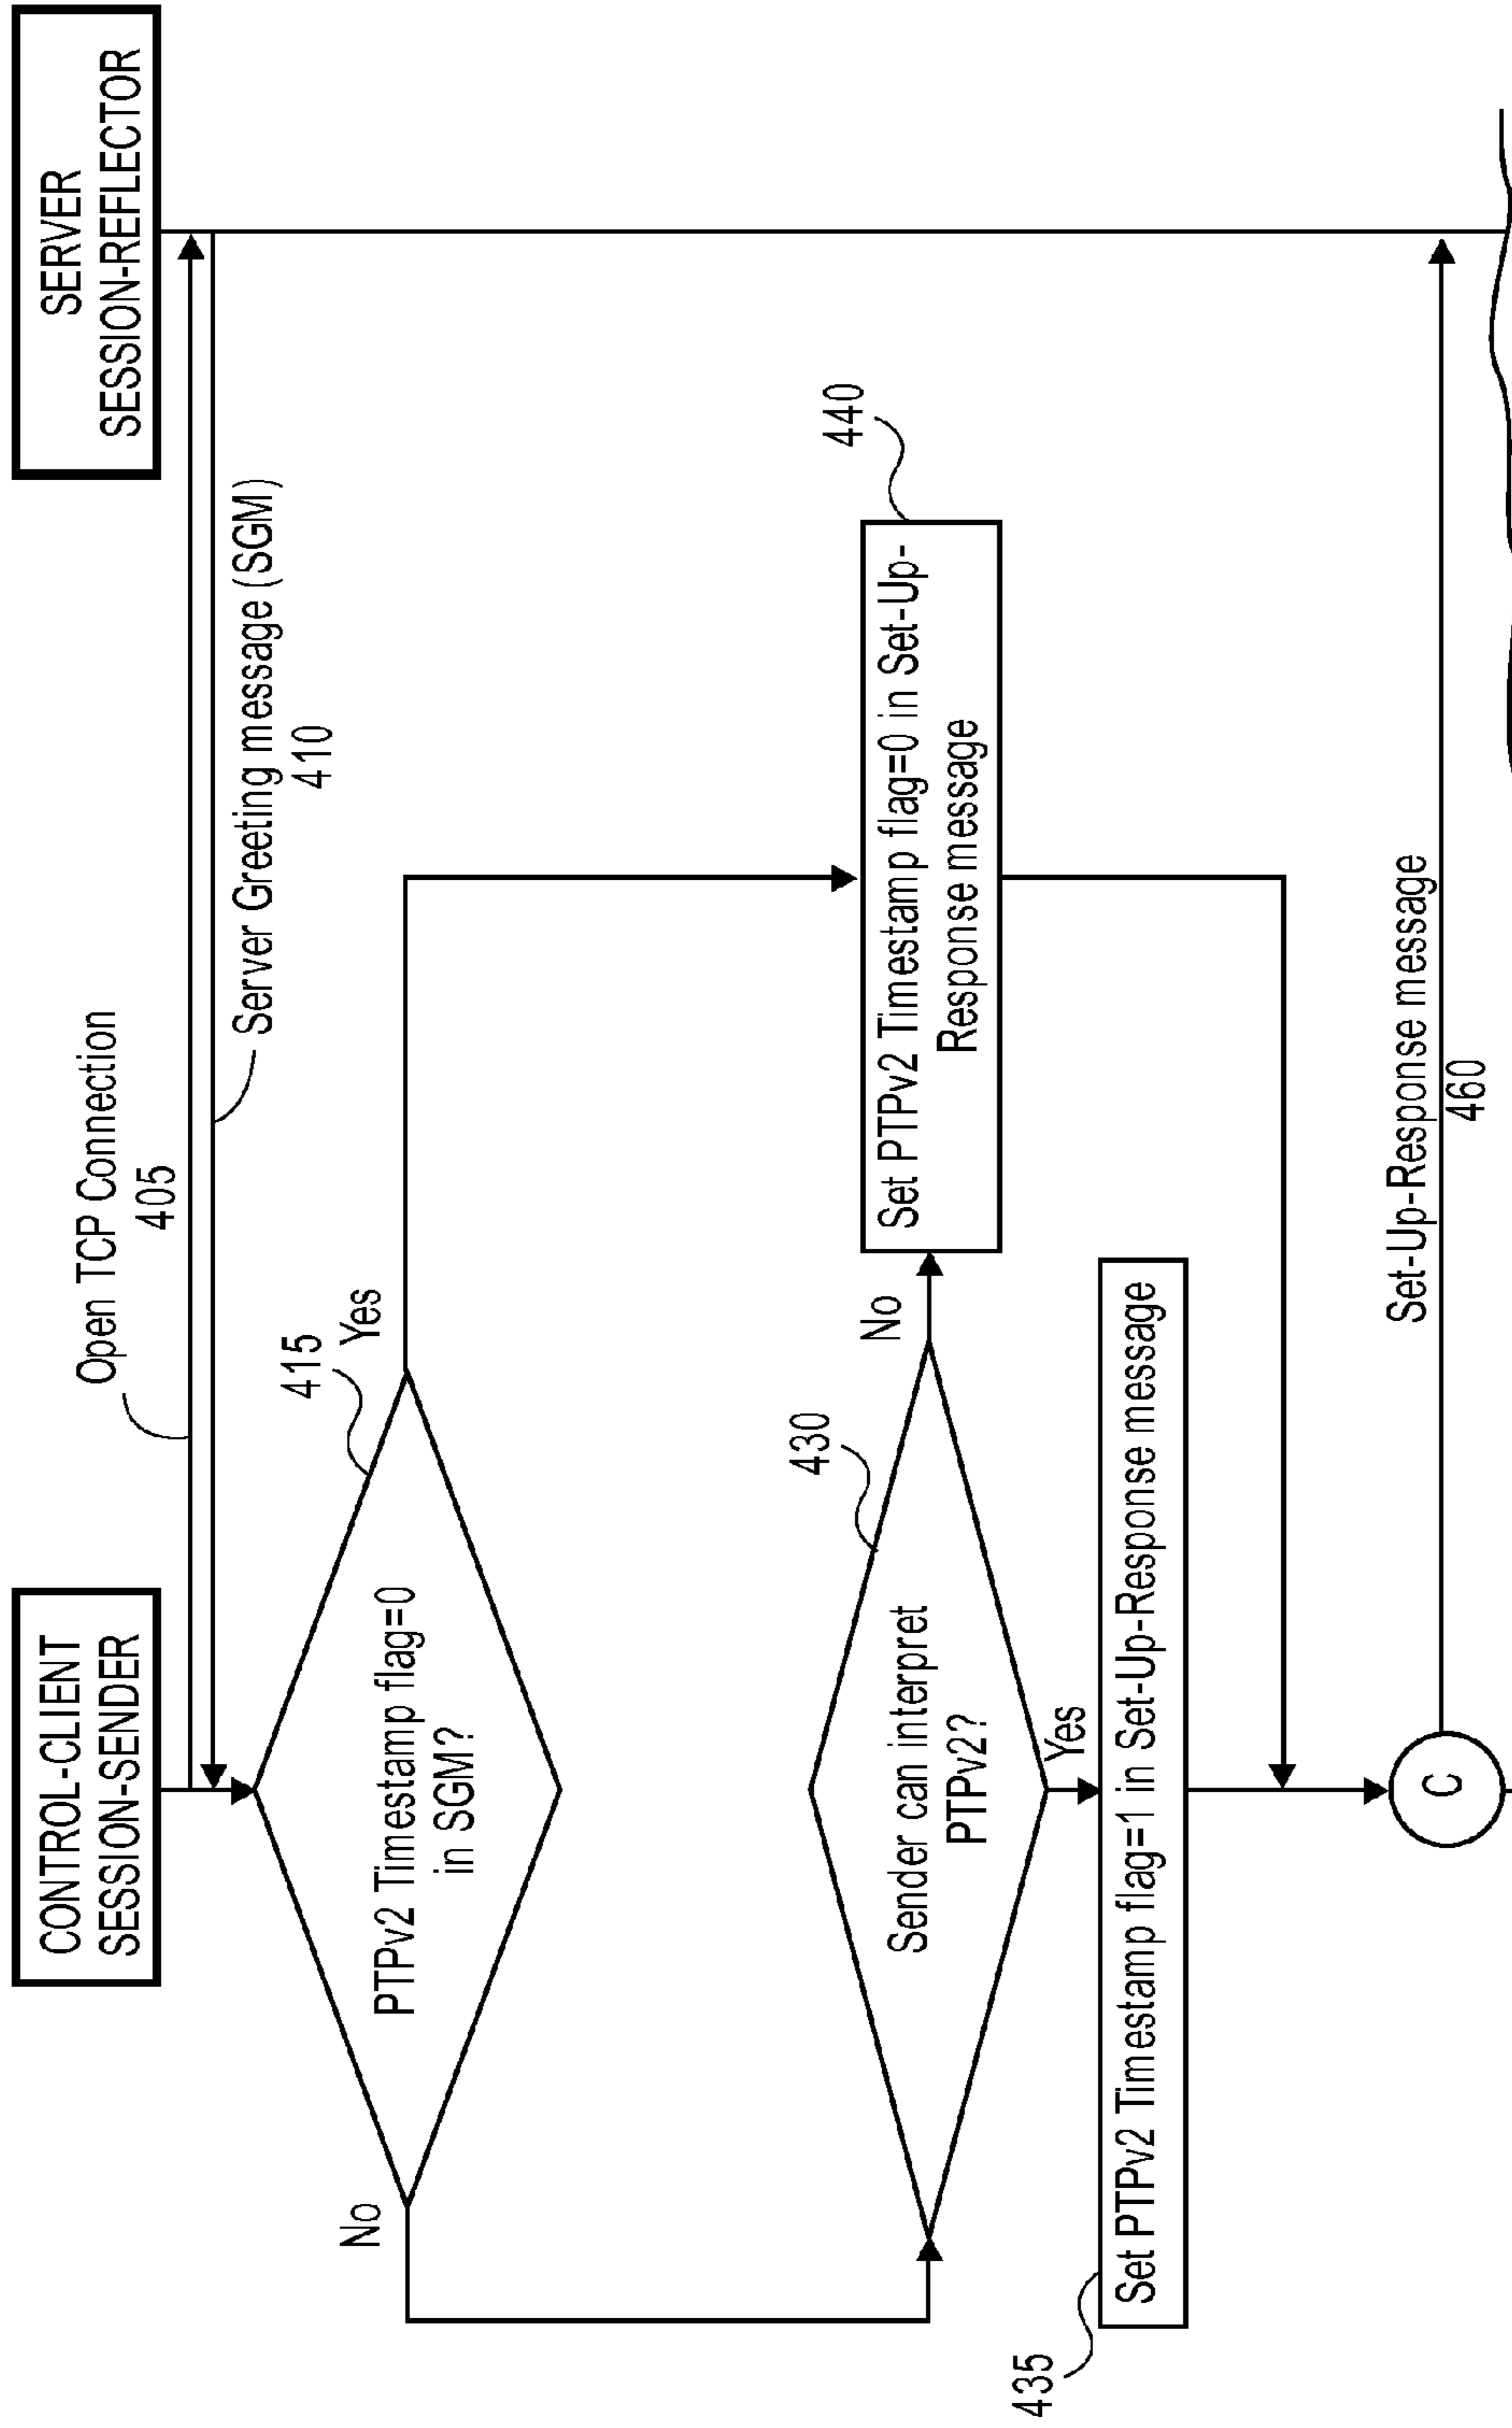 CONTROL-CLIENT
SESSION-SENDER
SERVER
SESSION-REFLECTOR
Open TCP Connection
405
Server Greeting message (SGM)
410
415
PTPv2 Timestamp flag=0
in SGM?
No
Yes
430
Sender can interpret
PTPv2?
No
Yes
440
Set PTPv2 Timestamp flag=0 in Set-Up-
Response message
435
Set PTPv2 Timestamp flag=1 in Set-Up-Response message
Set-Up-Response message
460
C